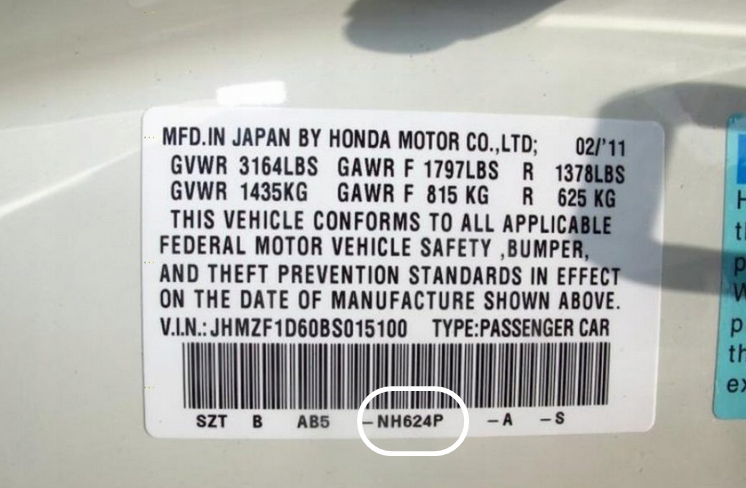 MFD.IN JAPAN BY HONDA MOTOR CO.,LTD; 02/'11
GVWR 3164LBS GAWR F 1797LBS R 1378LBS
GVWR 1435KG GAWR F 815 KG R 625 KG
THIS VEHICLE CONFORMS TO ALL APPLICABLE
FEDERAL MOTOR VEHICLE SAFETY ,BUMPER,
AND THEFT PREVENTION STANDARDS IN EFFECT
ON THE DATE OF MANUFACTURE SHOWN ABOVE.
V.I.N.: JHMZF1D60BS015100 TYPE:PASSENGER CAR
SZT B AB5 -NH624P -A -S